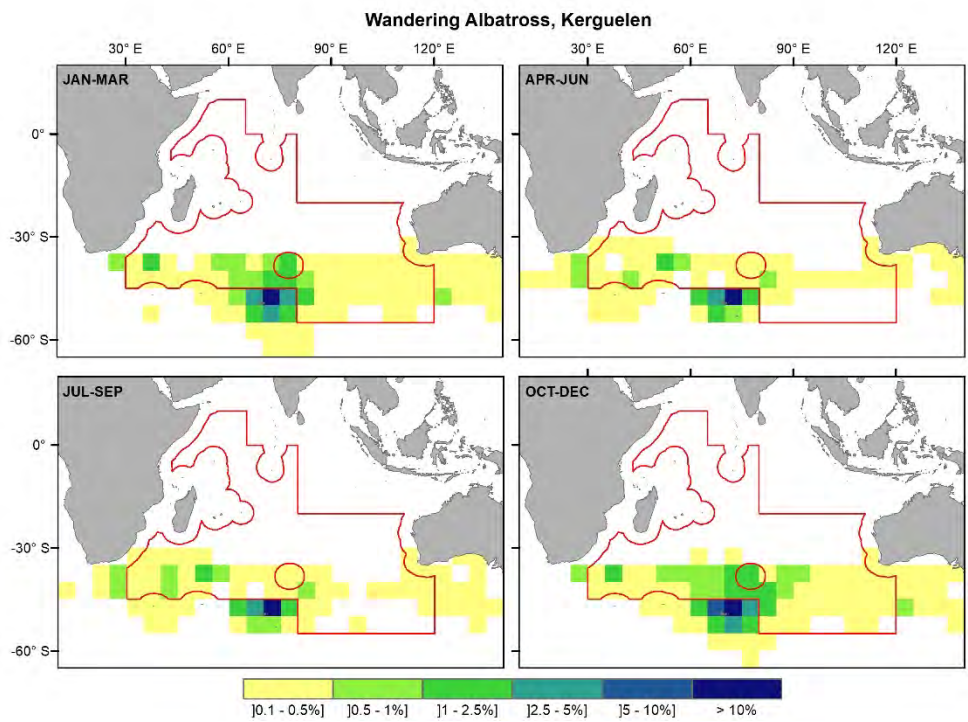 Wandering Albatross, Kerguelen
30° E 60° E 90° E 120° E 30° E 60° E 90° E 120° E
JAN-MAR APR-JUN
0°
-30° S
-60° S
JUL-SEP OCT-DEC
0°
-30° S
-60° S
]0.1 - 0.5%] ]0.5 - 1%] ]1 - 2.5%] ]2.5 - 5%] ]5 - 10%] > 10%